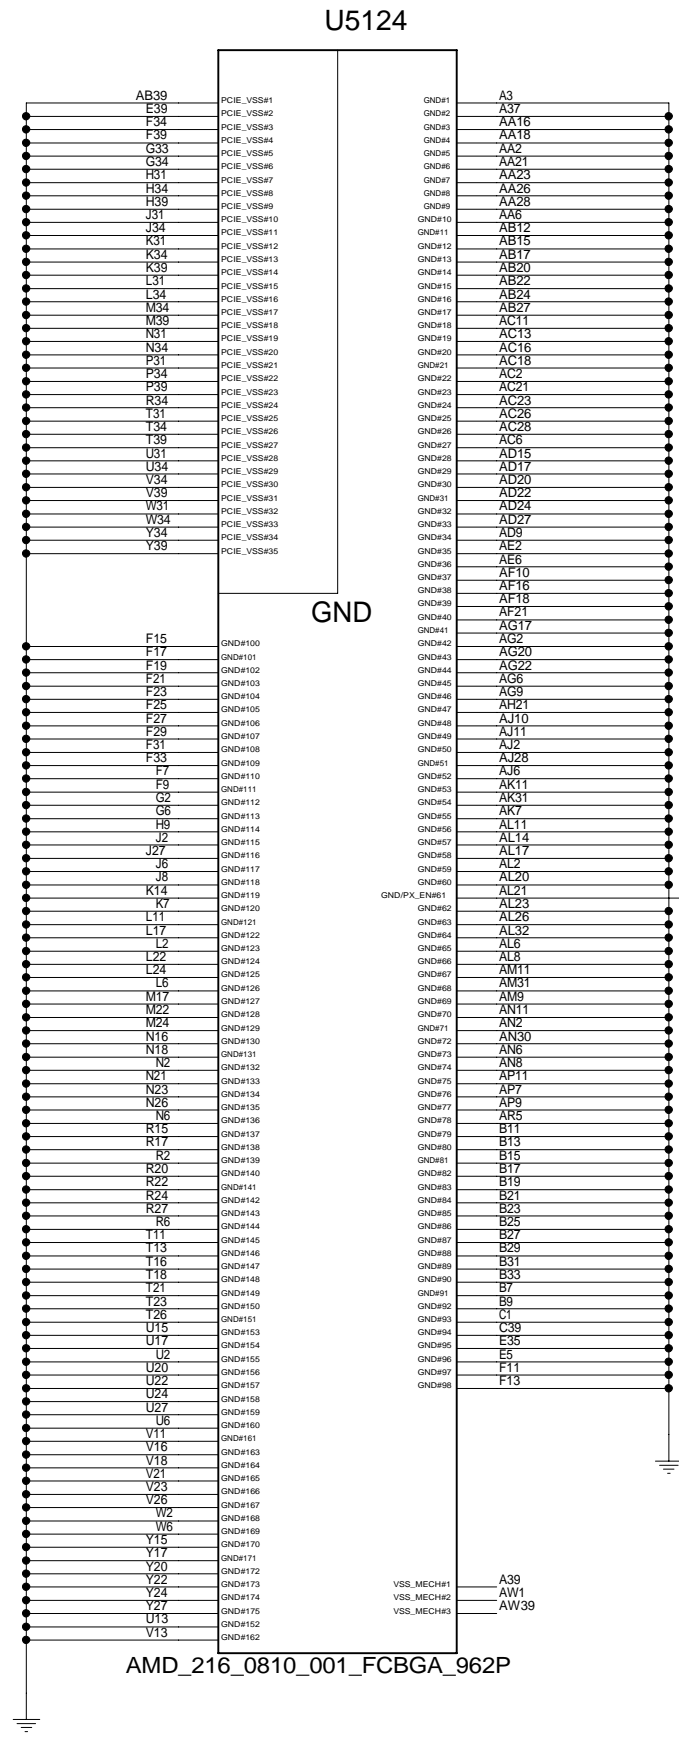 U5124
AB39 PCIE_VSS#1
E39 PCIE_VSS#2
F34 PCIE_VSS#3
F39 PCIE_VSS#4
G33 PCIE_VSS#5
G34 PCIE_VSS#6
H31 PCIE_VSS#7
H34 PCIE_VSS#8
H39 PCIE_VSS#9
J31 PCIE_VSS#10
J34 PCIE_VSS#11
K31 PCIE_VSS#12
K34 PCIE_VSS#13
K39 PCIE_VSS#14
L31 PCIE_VSS#15
L34 PCIE_VSS#16
M34 PCIE_VSS#17
M39 PCIE_VSS#18
N31 PCIE_VSS#19
N34 PCIE_VSS#20
P31 PCIE_VSS#21
P34 PCIE_VSS#22
P39 PCIE_VSS#23
R34 PCIE_VSS#24
T31 PCIE_VSS#25
T34 PCIE_VSS#26
T39 PCIE_VSS#27
U31 PCIE_VSS#28
U34 PCIE_VSS#29
V34 PCIE_VSS#30
V39 PCIE_VSS#31
W31 PCIE_VSS#32
W34 PCIE_VSS#33
Y34 PCIE_VSS#34
Y39 PCIE_VSS#35
GND
F15 GND#100
F17 GND#101
F19 GND#102
F21 GND#103
F23 GND#104
F25 GND#105
F27 GND#106
F29 GND#107
F31 GND#108
F33 GND#109
F7 GND#110
F9 GND#111
G2 GND#112
G6 GND#113
H9 GND#114
J2 GND#115
J27 GND#116
J6 GND#117
J8 GND#118
K14 GND#119
K7 GND#120
L11 GND#121
L17 GND#122
L2 GND#123
L22 GND#124
L24 GND#125
L6 GND#126
M17 GND#127
M22 GND#128
M24 GND#129
N16 GND#130
N18 GND#131
N2 GND#132
N21 GND#133
N23 GND#134
N26 GND#135
N6 GND#136
R15 GND#137
R17 GND#138
R2 GND#139
R20 GND#140
R22 GND#141
R24 GND#142
R27 GND#143
R6 GND#144
T11 GND#145
T13 GND#146
T16 GND#147
T18 GND#148
T21 GND#149
T23 GND#150
T26 GND#151
U15 GND#153
U17 GND#154
U2 GND#155
U20 GND#156
U22 GND#157
U24 GND#158
U27 GND#159
U6 GND#160
V11 GND#161
V16 GND#163
V18 GND#164
V21 GND#165
V23 GND#166
V26 GND#167
W2 GND#168
W6 GND#169
Y15 GND#170
Y17 GND#171
Y20 GND#172
Y22 GND#173
Y24 GND#174
Y27 GND#175
U13 GND#152
V13 GND#162
GND#1 A3
GND#2 A37
GND#3 AA16
GND#4 AA18
GND#5 AA2
GND#6 AA21
GND#7 AA23
GND#8 AA26
GND#9 AA28
GND#10 AA6
GND#11 AB12
GND#12 AB15
GND#13 AB17
GND#14 AB20
GND#15 AB22
GND#16 AB24
GND#17 AB27
GND#18 AC11
GND#19 AC13
GND#20 AC16
GND#21 AC18
GND#22 AC2
GND#23 AC21
GND#24 AC23
GND#25 AC26
GND#26 AC28
GND#27 AC6
GND#28 AD15
GND#29 AD17
GND#30 AD20
GND#31 AD22
GND#32 AD24
GND#33 AD27
GND#34 AD9
GND#35 AE2
GND#36 AE6
GND#37 AF10
GND#38 AF16
GND#39 AF18
GND#40 AF21
GND#41 AG17
GND#42 AG2
GND#43 AG20
GND#44 AG22
GND#45 AG6
GND#46 AG9
GND#47 AH21
GND#48 AJ10
GND#49 AJ11
GND#50 AJ2
GND#51 AJ28
GND#52 AJ6
GND#53 AK11
GND#54 AK31
GND#55 AK7
GND#56 AL11
GND#57 AL14
GND#58 AL17
GND#59 AL2
GND#60 AL20
GND/PX_EN#61 AL21
GND#62 AL23
GND#63 AL26
GND#64 AL32
GND#65 AL6
GND#66 AL8
GND#67 AM11
GND#68 AM31
GND#69 AM9
GND#70 AN11
GND#71 AN2
GND#72 AN30
GND#73 AN6
GND#74 AN8
GND#75 AP11
GND#76 AP7
GND#77 AP9
GND#78 AR5
GND#79 B11
GND#80 B13
GND#81 B15
GND#82 B17
GND#83 B19
GND#84 B21
GND#85 B23
GND#86 B25
GND#87 B27
GND#88 B29
GND#89 B31
GND#90 B33
GND#91 B7
GND#92 B9
GND#93 C1
GND#94 C39
GND#95 E35
GND#96 E5
GND#97 F11
GND#98 F13
VSS_MECH#1 A39
VSS_MECH#2 AW1
VSS_MECH#3 AW39
AMD_216_0810_001_FCBGA_962P